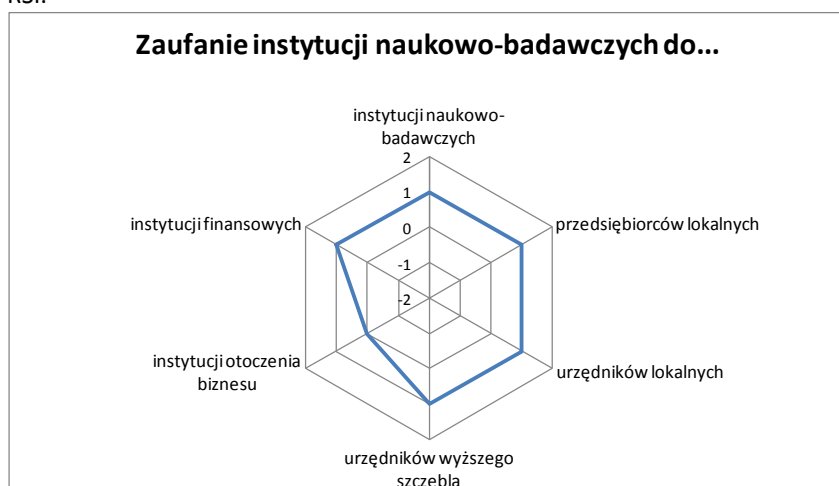 Zaufanie instytucji naukowo-badawczych do...
instytucji naukowo-
badawczych
2
1
0
-1
-2
instytucji finansowych
przedsiębiorców lokalnych
instytucji otoczenia
biznesu
urzędników lokalnych
urzędników wyższego
szczebla